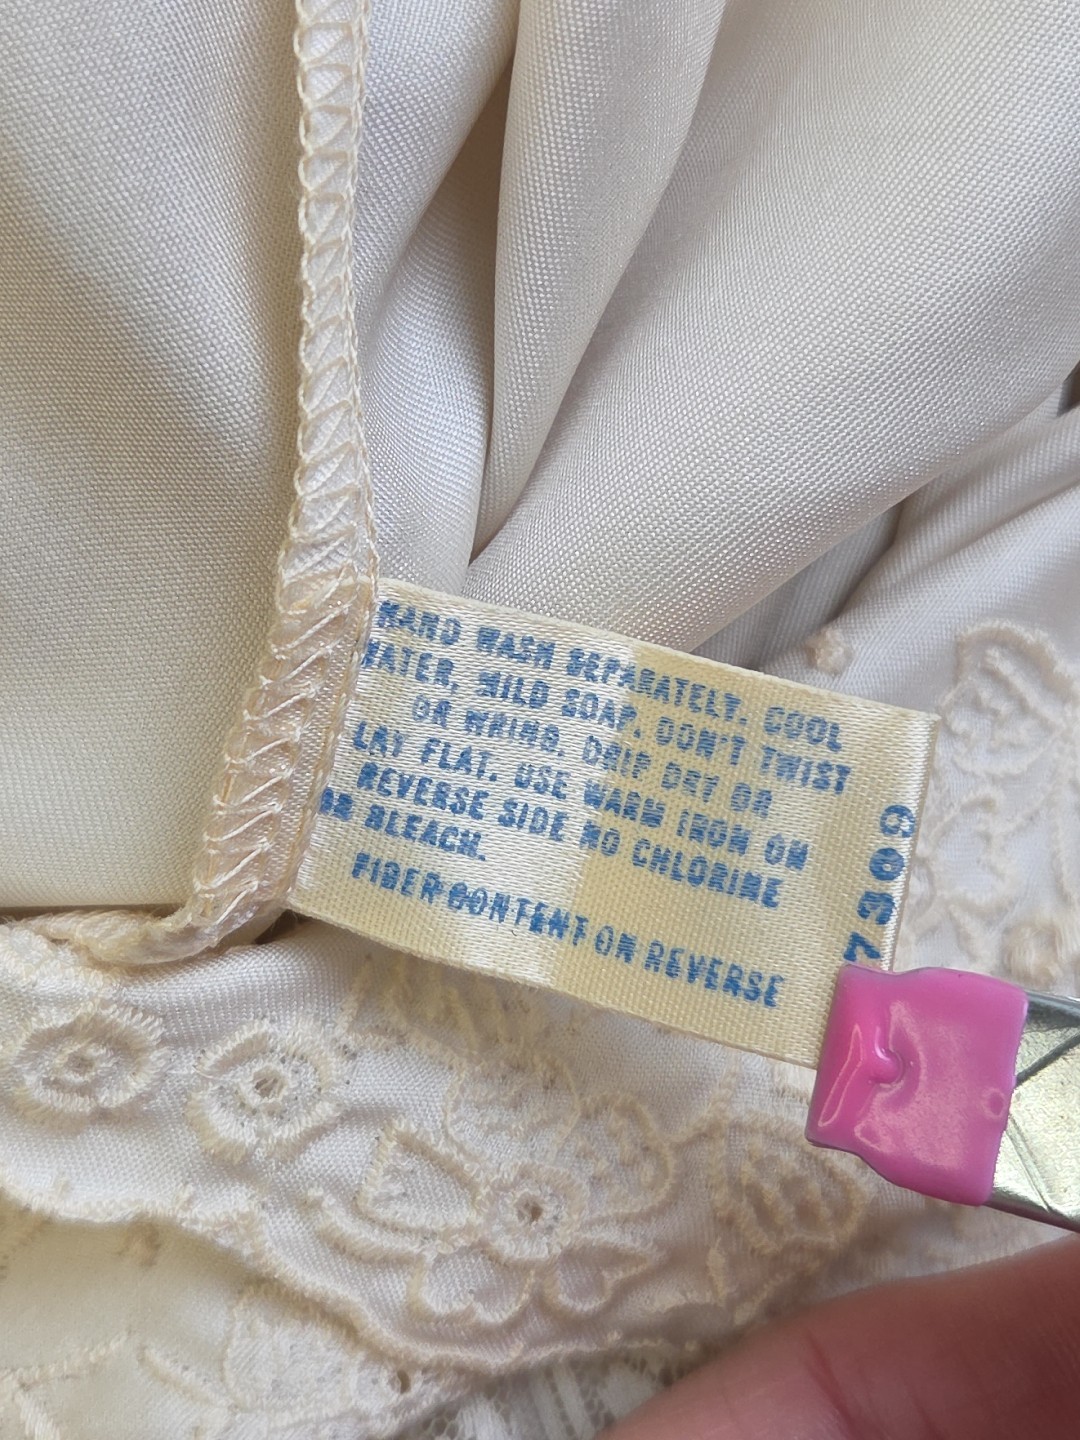 HAND WASH SEPARATELY. COOL
WATER, MILD SOAP. DON'T TWIST
OR WRING. DRIP DRY OR
LAY FLAT. USE WARM IRON ON
REVERSE SIDE NO CHLORINE
OR BLEACH.
FIBER CONTENT ON REVERSE
77309